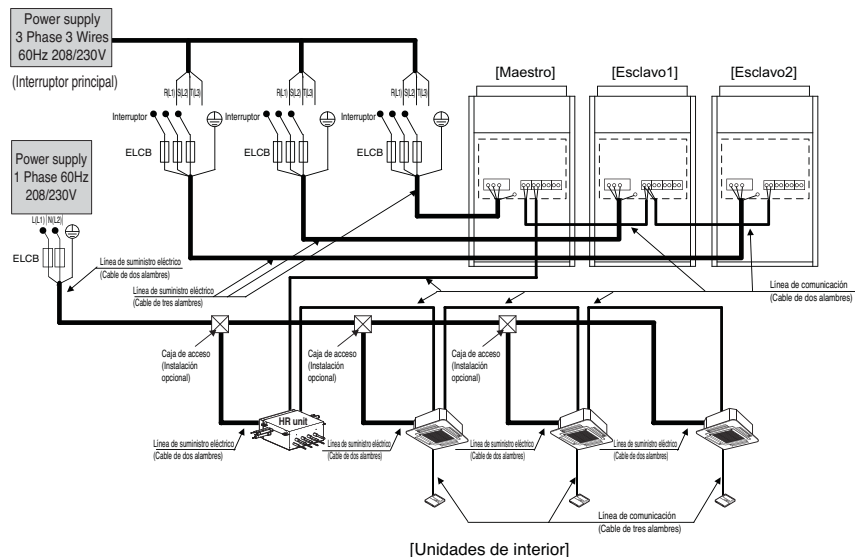 Power supply
3 Phase 3 Wires
60Hz 208/230V
(Interruptor principal)
[Maestro]
[Esclavo1]
[Esclavo2]
R(L1) S(L2) T(L3)
R(L1) S(L2) T(L3)
R(L1) S(L2) T(L3)
Interruptor
Interruptor
Interruptor
ELCB
ELCB
ELCB
Power supply
1 Phase 60Hz
208/230V
L(L1) N(L2)
ELCB
Línea de suministro eléctrico
(Cable de dos alambres)
Línea de suministro eléctrico
(Cable de tres alambres)
Línea de comunicación
(Cable de dos alambres)
Caja de acceso
(Instalación
opcional)
Caja de acceso
(Instalación
opcional)
Caja de acceso
(Instalación
opcional)
HR unit
Línea de suministro eléctrico
(Cable de dos alambres)
Línea de suministro eléctrico
(Cable de dos alambres)
Línea de suministro eléctrico
(Cable de dos alambres)
Línea de suministro eléctrico
(Cable de dos alambres)
Línea de comunicación
(Cable de tres alambres)
[Unidades de interior]